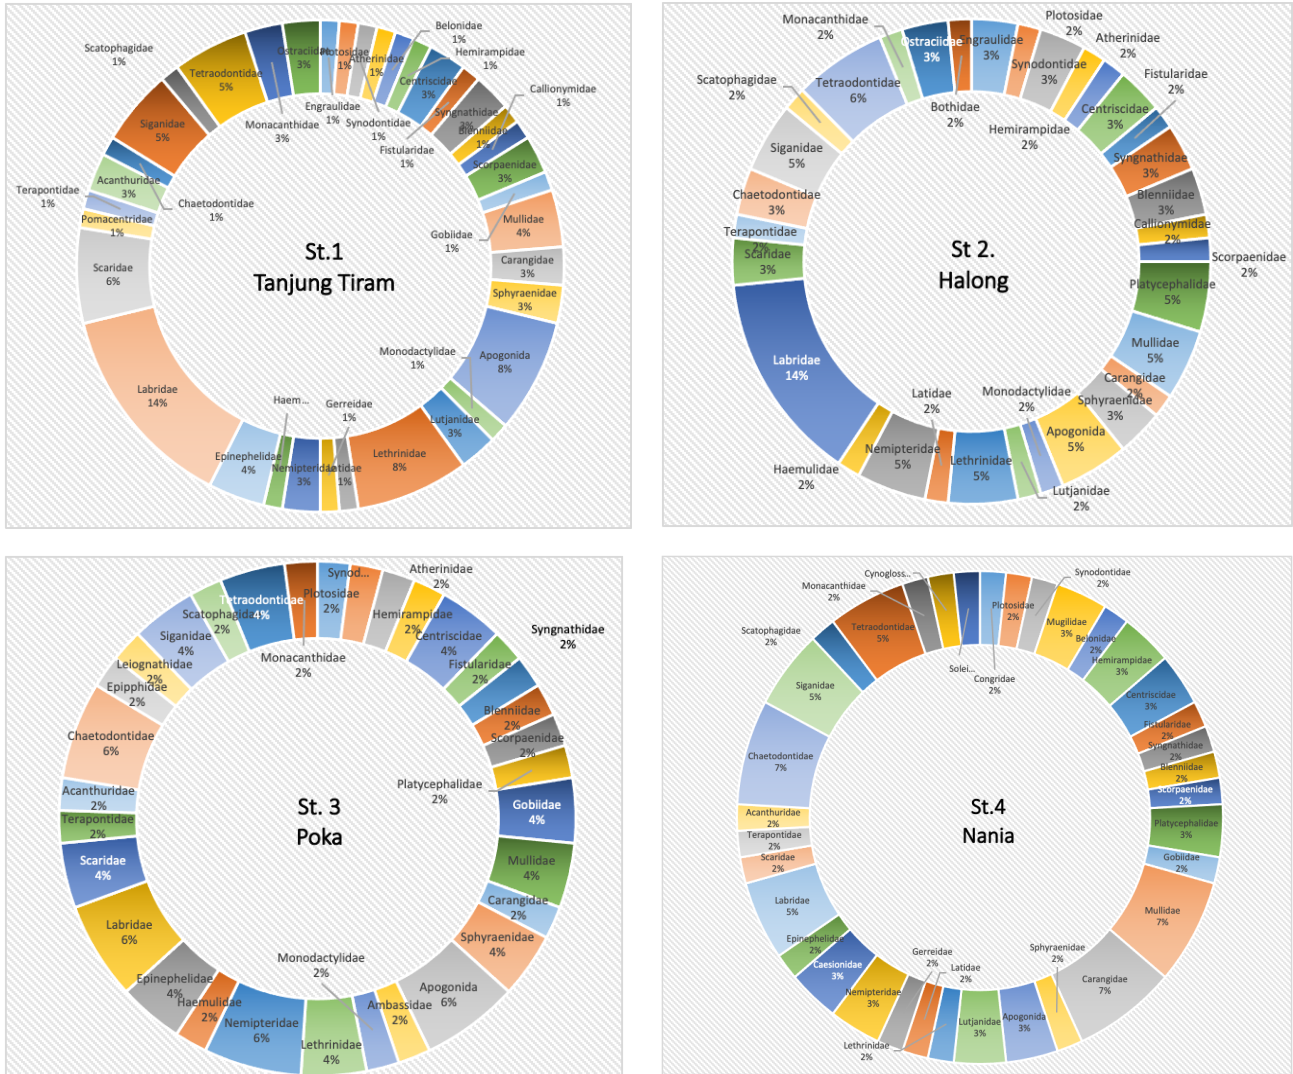 Engraulidae
1%
Plotosidae
1%
Synodontidae
1%
Atherinidae
1%
Belonidae
1%
Hemirampidae
1%
Centriscidae
3%
Fistularidae
1%
Syngnathidae
3%
Blenniidae
1%
Callionymidae
1%
Scorpaenidae
3%
Gobiidae
1%
Mullidae
4%
Carangidae
3%
Sphyraenidae
3%
Apogonida
8%
Monodactylidae
1%
Lutjanidae
3%
Lethrinidae
8%
Latidae
1%
Gerreidae
1%
Nemipteridae
3%
Haem...
Epinephelidae
4%
Labridae
14%
Scaridae
6%
Pomacentridae
1%
Terapontidae
1%
Acanthuridae
3%
Chaetodontidae
1%
Siganidae
5%
Scatophagidae
1%
Tetraodontidae
5%
Monacanthidae
3%
Ostraciidae
3%
St.1
Tanjung Tiram
Engraulidae
3%
Plotosidae
2%
Synodontidae
3%
Atherinidae
2%
Hemirampidae
2%
Centriscidae
3%
Fistularidae
2%
Syngnathidae
3%
Blenniidae
3%
Callionymidae
2%
Scorpaenidae
2%
Platycephalidae
5%
Mullidae
5%
Carangidae
2%
Sphyraenidae
3%
Apogonida
5%
Monodactylidae
2%
Lutjanidae
2%
Lethrinidae
5%
Latidae
2%
Nemipteridae
5%
Haemulidae
2%
Labridae
14%
Scaridae
3%
Terapontidae
2%
Chaetodontidae
3%
Siganidae
5%
Scatophagidae
2%
Tetraodontidae
6%
Monacanthidae
2%
Ostraciidae
3%
Bothidae
2%
St 2.
Halong
Plotosidae
2%
Synod...
Atherinidae
2%
Hemirampidae
2%
Centriscidae
4%
Fistularidae
2%
Syngnathidae
2%
Blenniidae
2%
Scorpaenidae
2%
Platycephalidae
2%
Gobiidae
4%
Mullidae
4%
Carangidae
2%
Sphyraenidae
4%
Apogonida
6%
Ambassidae
2%
Monodactylidae
2%
Lethrinidae
4%
Nemipteridae
6%
Haemulidae
2%
Epinephelidae
4%
Labridae
6%
Scaridae
4%
Terapontidae
2%
Acanthuridae
2%
Chaetodontidae
6%
Epipphidae
2%
Leiognathidae
2%
Siganidae
4%
Scatophagidae
2%
Tetraodontidae
4%
Monacanthidae
2%
St. 3
Poka
Congridae
2%
Plotosidae
2%
Synodontidae
2%
Mugilidae
3%
Belonidae
2%
Hemirampidae
3%
Centriscidae
3%
Fistularidae
2%
Syngnathidae
2%
Blenniidae
2%
Scorpaenidae
2%
Platycephalidae
3%
Gobiidae
2%
Mullidae
7%
Carangidae
7%
Sphyraenidae
2%
Apogonida
3%
Lutjanidae
3%
Lethrinidae
2%
Latidae
2%
Gerreidae
2%
Nemipteridae
3%
Caesionidae
3%
Epinephelidae
2%
Labridae
5%
Scaridae
2%
Terapontidae
2%
Acanthuridae
2%
Chaetodontidae
7%
Siganidae
5%
Scatophagidae
2%
Tetraodontidae
5%
Monacanthidae
2%
Cynogloss...
Solei...
St.4
Nania